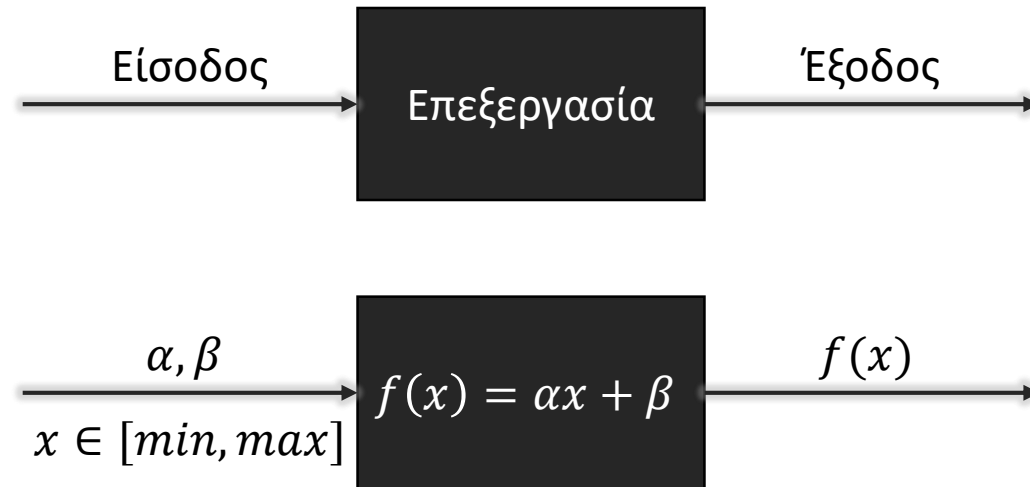 Είσοδος
Επεξεργασία
Έξοδος
α, β
x ∈ [min, max]
f(x) = αx + β
f(x)